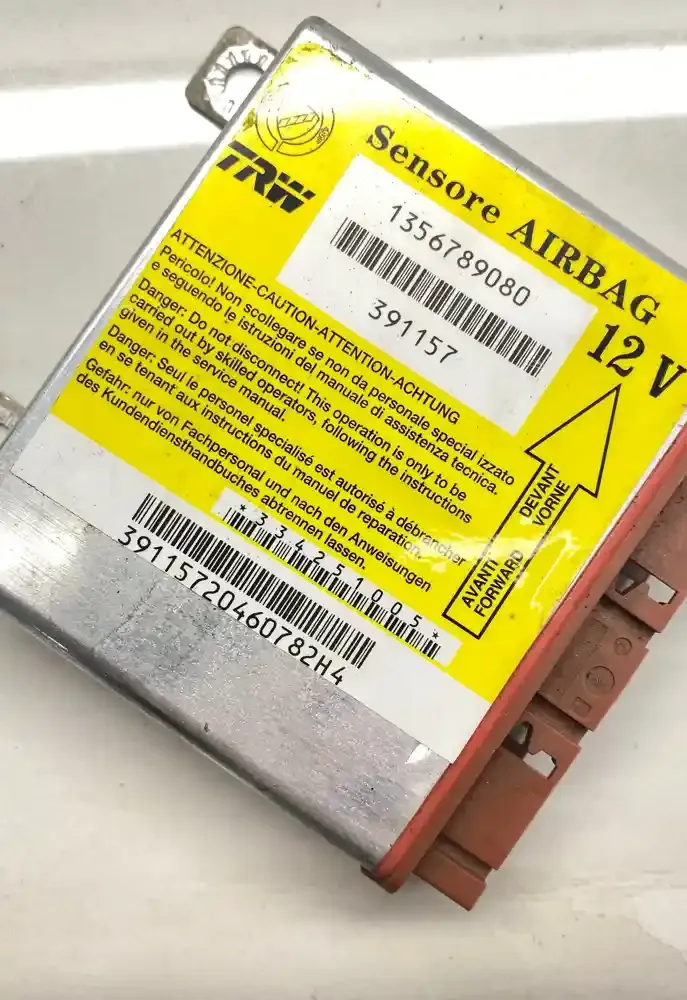 Sensore AIRBAG
TRW
1356789080
391157
12 V
ATTENZIONE-CAUTION-ATTENTION-ACHTUNG
Pericolo! Non scollegare se non da personale special izzato
e seguendo le istruzioni del manuale di assistenza tecnica.
Danger: Do not disconnect! This operation is only to be
carried out by skilled operators, following the instructions
given in the service manual.
Danger: Seul le personel specialisé est autorisé à débrancher
en se tenant aux instructions du manuel de reparation.
Gefahr: nur von Fachpersonal und nach den Anweisungen
des Kundendiensthandbuches abtrennen lassen.
AVANTI DEVANT
FORWARD VORNE
*334251005*
39115720460782H4